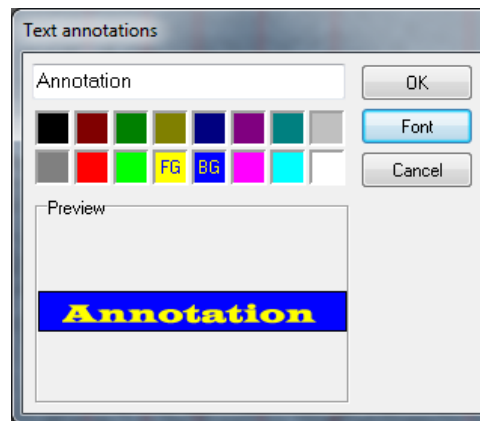 Text annotations
Annotation
OK
Font
FG BG
Cancel
Preview
Annotation